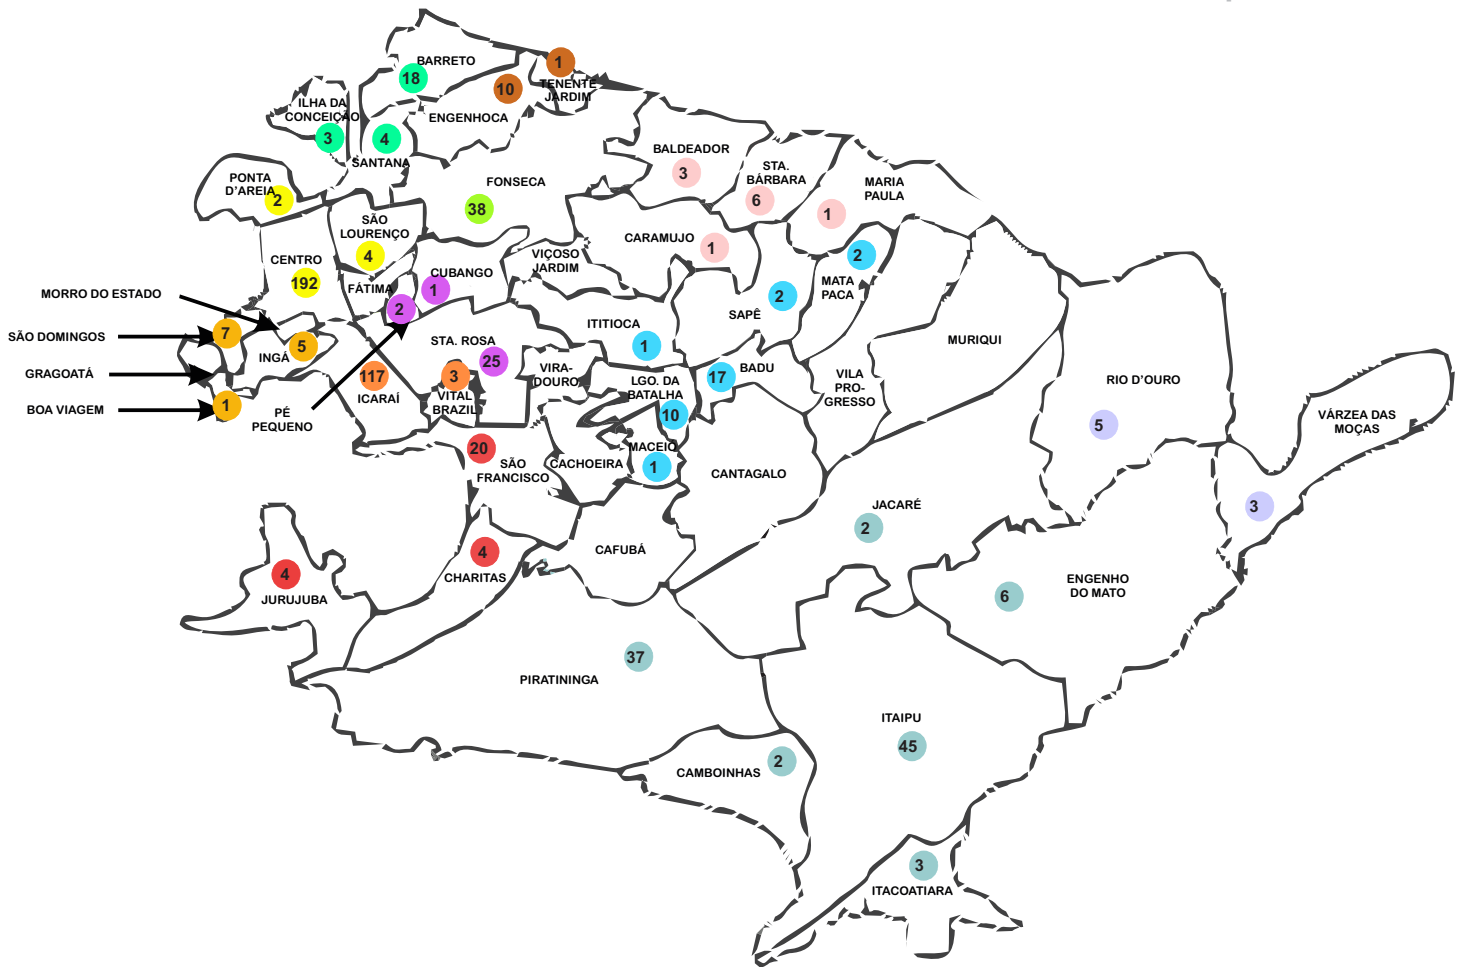 BARRETO
18
1
TENENTE
JARDIM
10
ENGENHOCA
ILHA DA
CONCEIÇÃO
3
4
SANTANA
PONTA
D'AREIA
2
FONSECA
38
BALDEADOR
3
STA.
BÁRBARA
6
MARIA
PAULA
1
SÃO
LOURENÇO
4
CENTRO
192
FÁTIMA
CUBANGO
1
2
VIÇOSO
JARDIM
CARAMUJO
1
2
MATA
PACA
2
SAPÊ
MORRO DO ESTADO
SÃO DOMINGOS
GRAGOATÁ
BOA VIAGEM
7
INGÁ
5
1
PÉ
PEQUENO
117
ICARAÍ
STA. ROSA
25
3
VITAL
BRAZIL
ITITIOCA
1
VIRA-
DOURO
LGO. DA
BATALHA
10
17
BADU
VILA
PRO-
GRESSO
MURIQUI
RIO D'OURO
5
VÁRZEA DAS
MOÇAS
3
20
SÃO
FRANCISCO
CACHOEIRA
MACEIÓ
1
CANTAGALO
JACARÉ
2
CAFUBÁ
4
CHARITAS
4
JURUJUBA
ENGENHO
DO MATO
6
37
PIRATININGA
ITAIPU
45
CAMBOINHAS
2
3
ITACOATIARA